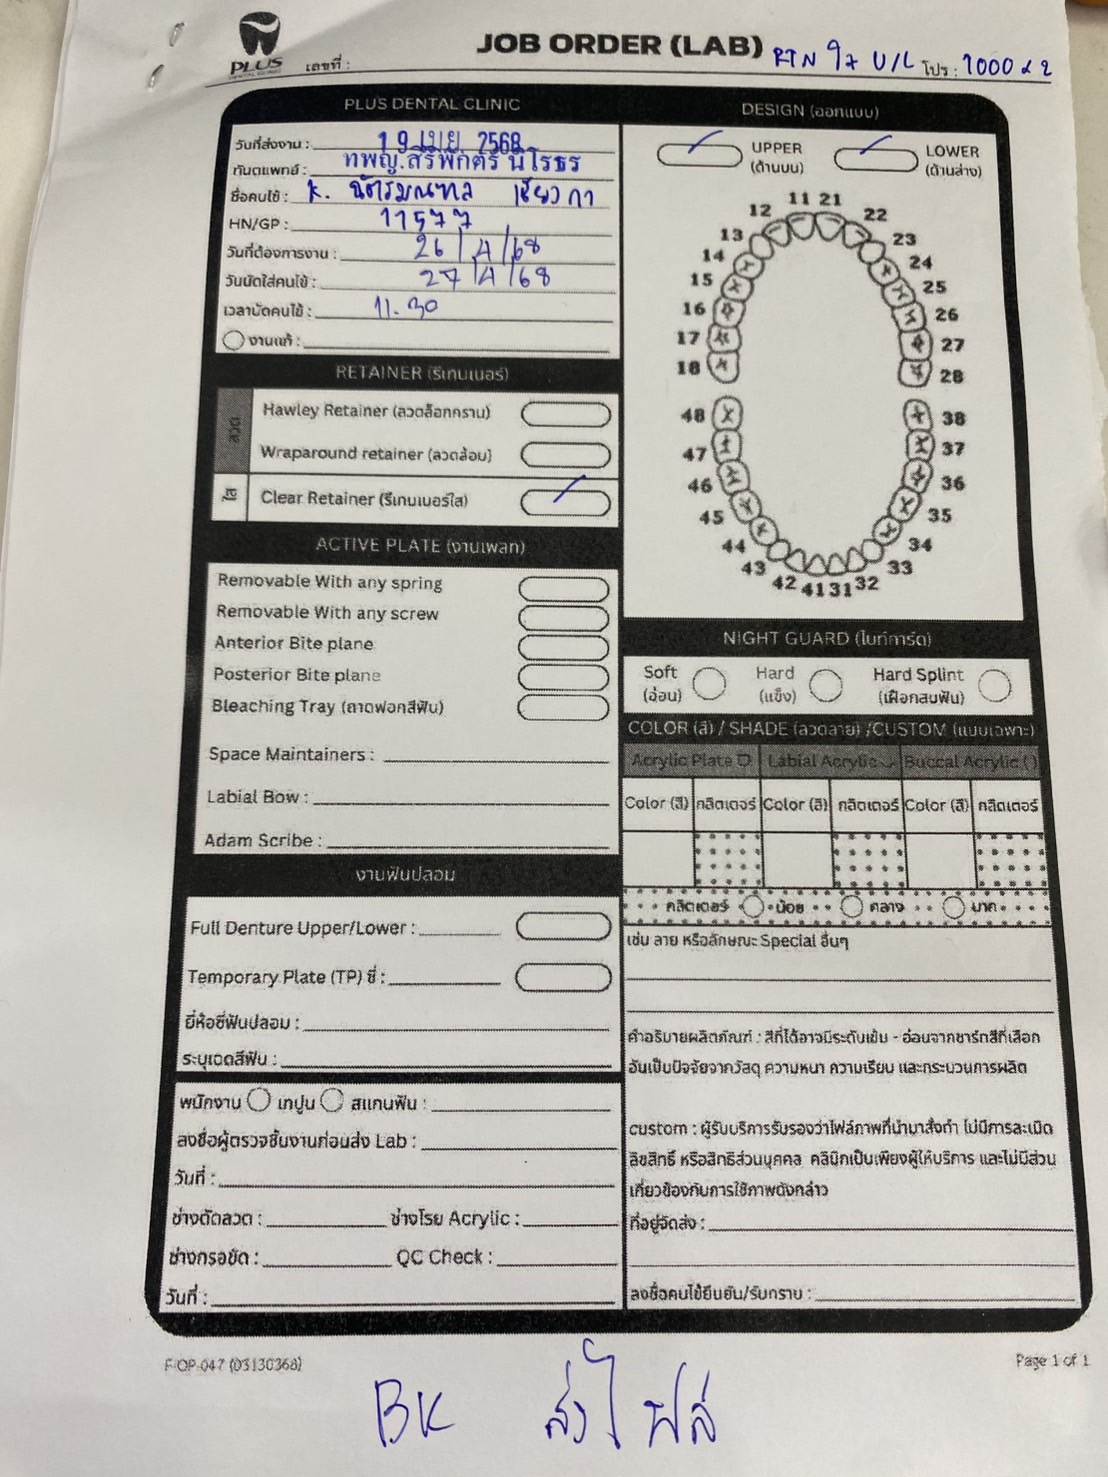 PLUS
DENTAL CLINIC
เลขที่ :
JOB ORDER (LAB) RTN ใส U/L โปร : 1000 x 2
PLUS DENTAL CLINIC
วันที่ส่งงาน : 19 เม.ย. 2568
ทันตแพทย์ : ทพญ.สิริพักตร์ นิโรธร
ชื่อคนไข้ : K. ฉัตรมณฑล
HN/GP : 11577
วันที่ต้องการงาน : 26/4/68
วันนัดใส่คนไข้ : 27/4/68
เวลานัดคนไข้ : 11.30
งานแก้ :
RETAINER (รีเทนเนอร์)
ลวด
Hawley Retainer (ลวดล็อกกราม)
Wraparound retainer (ลวดล้อม)
ใส
Clear Retainer (รีเทนเนอร์ใส)
ACTIVE PLATE (งานเพลท)
Removable With any spring
Removable With any screw
Anterior Bite plane
Posterior Bite plane
Bleaching Tray (ถาดฟอกสีฟัน)
Space Maintainers :
Labial Bow :
Adam Scribe :
งานฟันปลอม
Full Denture Upper/Lower :
Temporary Plate (TP) ซี่ :
ยี่ห้อซี่ฟันปลอม :
ระบุเฉดสีฟัน :
พนักงาน เทปูน สแกนฟัน :
ลงชื่อผู้ตรวจชิ้นงานก่อนส่ง Lab :
วันที่ :
ช่างดัดลวด : ช่างโรย Acrylic :
ช่างกรอขัด : QC Check :
วันที่ :
DESIGN (ออกแบบ)
UPPER
(ด้านบน)
LOWER
(ด้านล่าง)
11 21
12 22
13 23
14 24
15 25
16 26
17 27
18 28
48 38
47 37
46 36
45 35
44 34
43 33
42 41 31 32
NIGHT GUARD (ไนท์การ์ด)
Soft
(อ่อน)
Hard
(แข็ง)
Hard Splint
(เฝือกสบฟัน)
COLOR (สี) / SHADE (ลวดลาย) /CUSTOM (แบบเฉพาะ)
Acrylic Plate Labial Acrylic Buccal Acrylic
Color (สี) กลิตเตอร์ Color (สี) กลิตเตอร์ Color (สี) กลิตเตอร์
กลิตเตอร์ น้อย กลาง มาก
เช่น ลาย หรือลักษณะ Special อื่นๆ
คำอธิบายผลิตภัณฑ์ : สีที่ได้อาจมีระดับเข้ม - อ่อนจากชาร์ทสีที่เลือก
อันเป็นปัจจัยจากวัสดุ ความหนา ความเรียบ และกระบวนการผลิต
custom : ผู้รับบริการรับรองว่าไฟล์ภาพที่นำมาสั่งทำ ไม่มีการละเมิด
ลิขสิทธิ์ หรือสิทธิส่วนบุคคล คลินิกเป็นเพียงผู้ให้บริการ และไม่มีส่วน
เกี่ยวข้องกับการใช้ภาพดังกล่าว
ที่อยู่จัดส่ง :
ลงชื่อคนไข้ยืนยัน/รับทราบ :
F-OP-047 (03130368)
Page 1 of 1
BK ส่งไฟล์